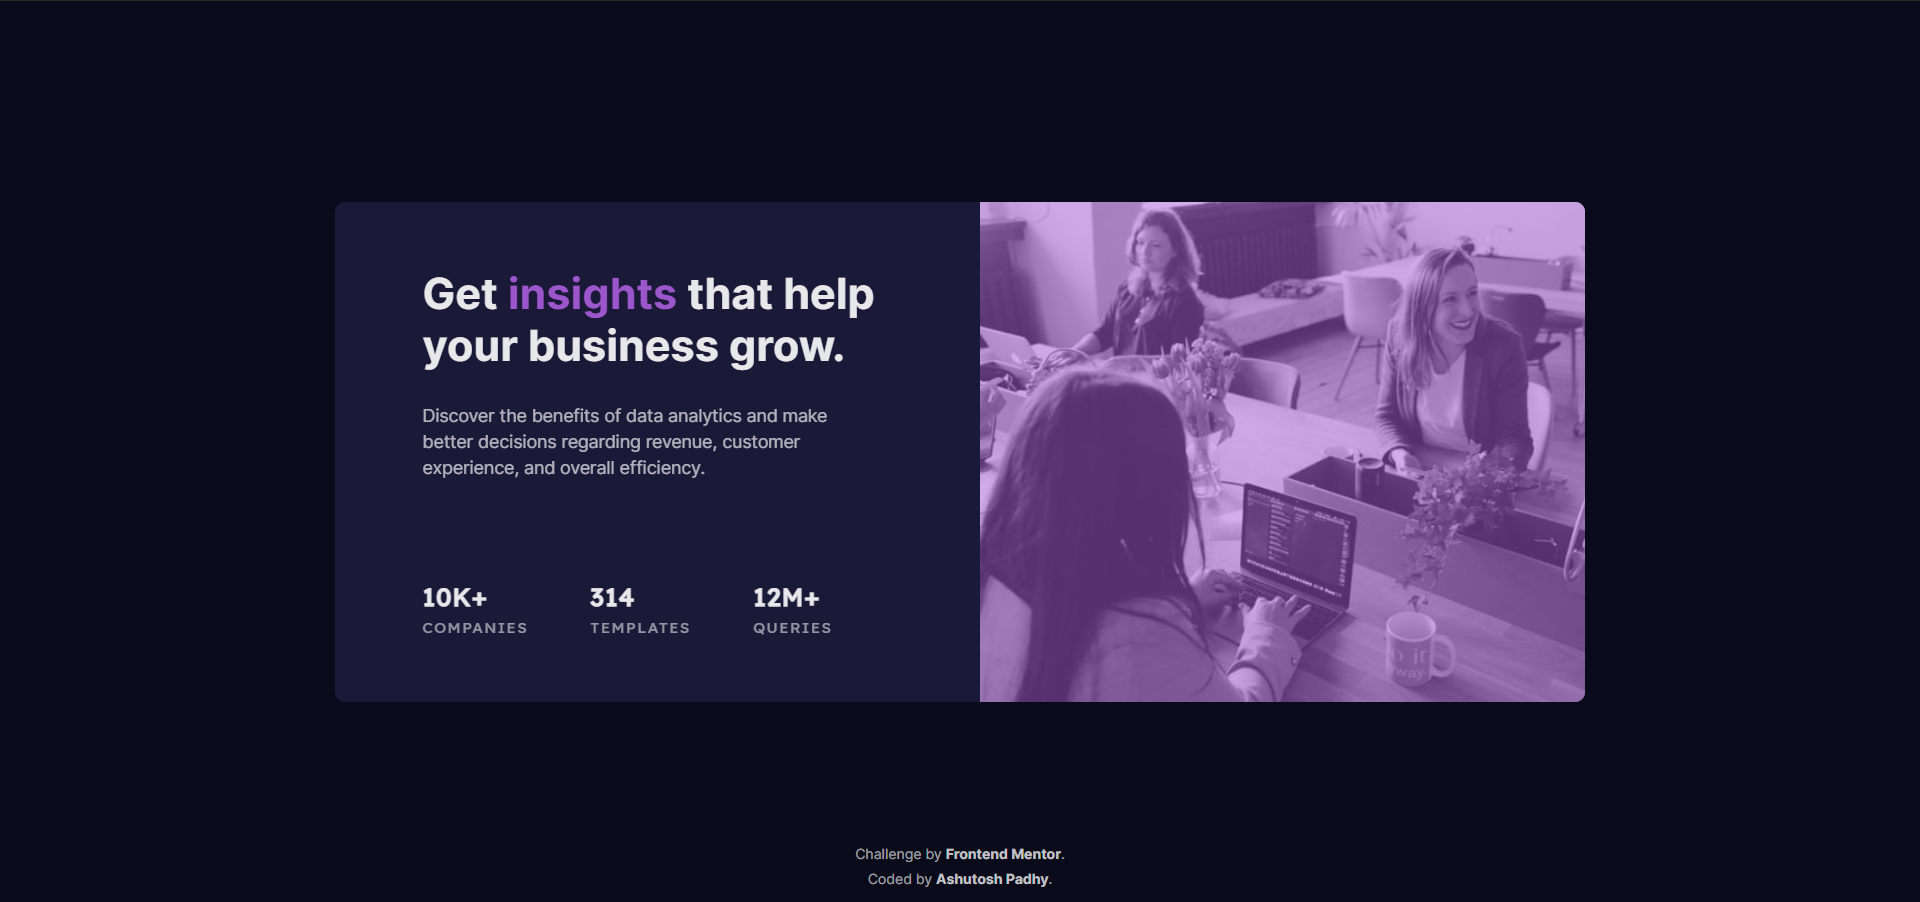 Get insights that help
your business grow.
Discover the benefits of data analytics and make
better decisions regarding revenue, customer
experience, and overall efficiency.
10K+ 314 12M+
COMPANIES TEMPLATES QUERIES
way
Challenge by Frontend Mentor.
Coded by Ashutosh Padhy.